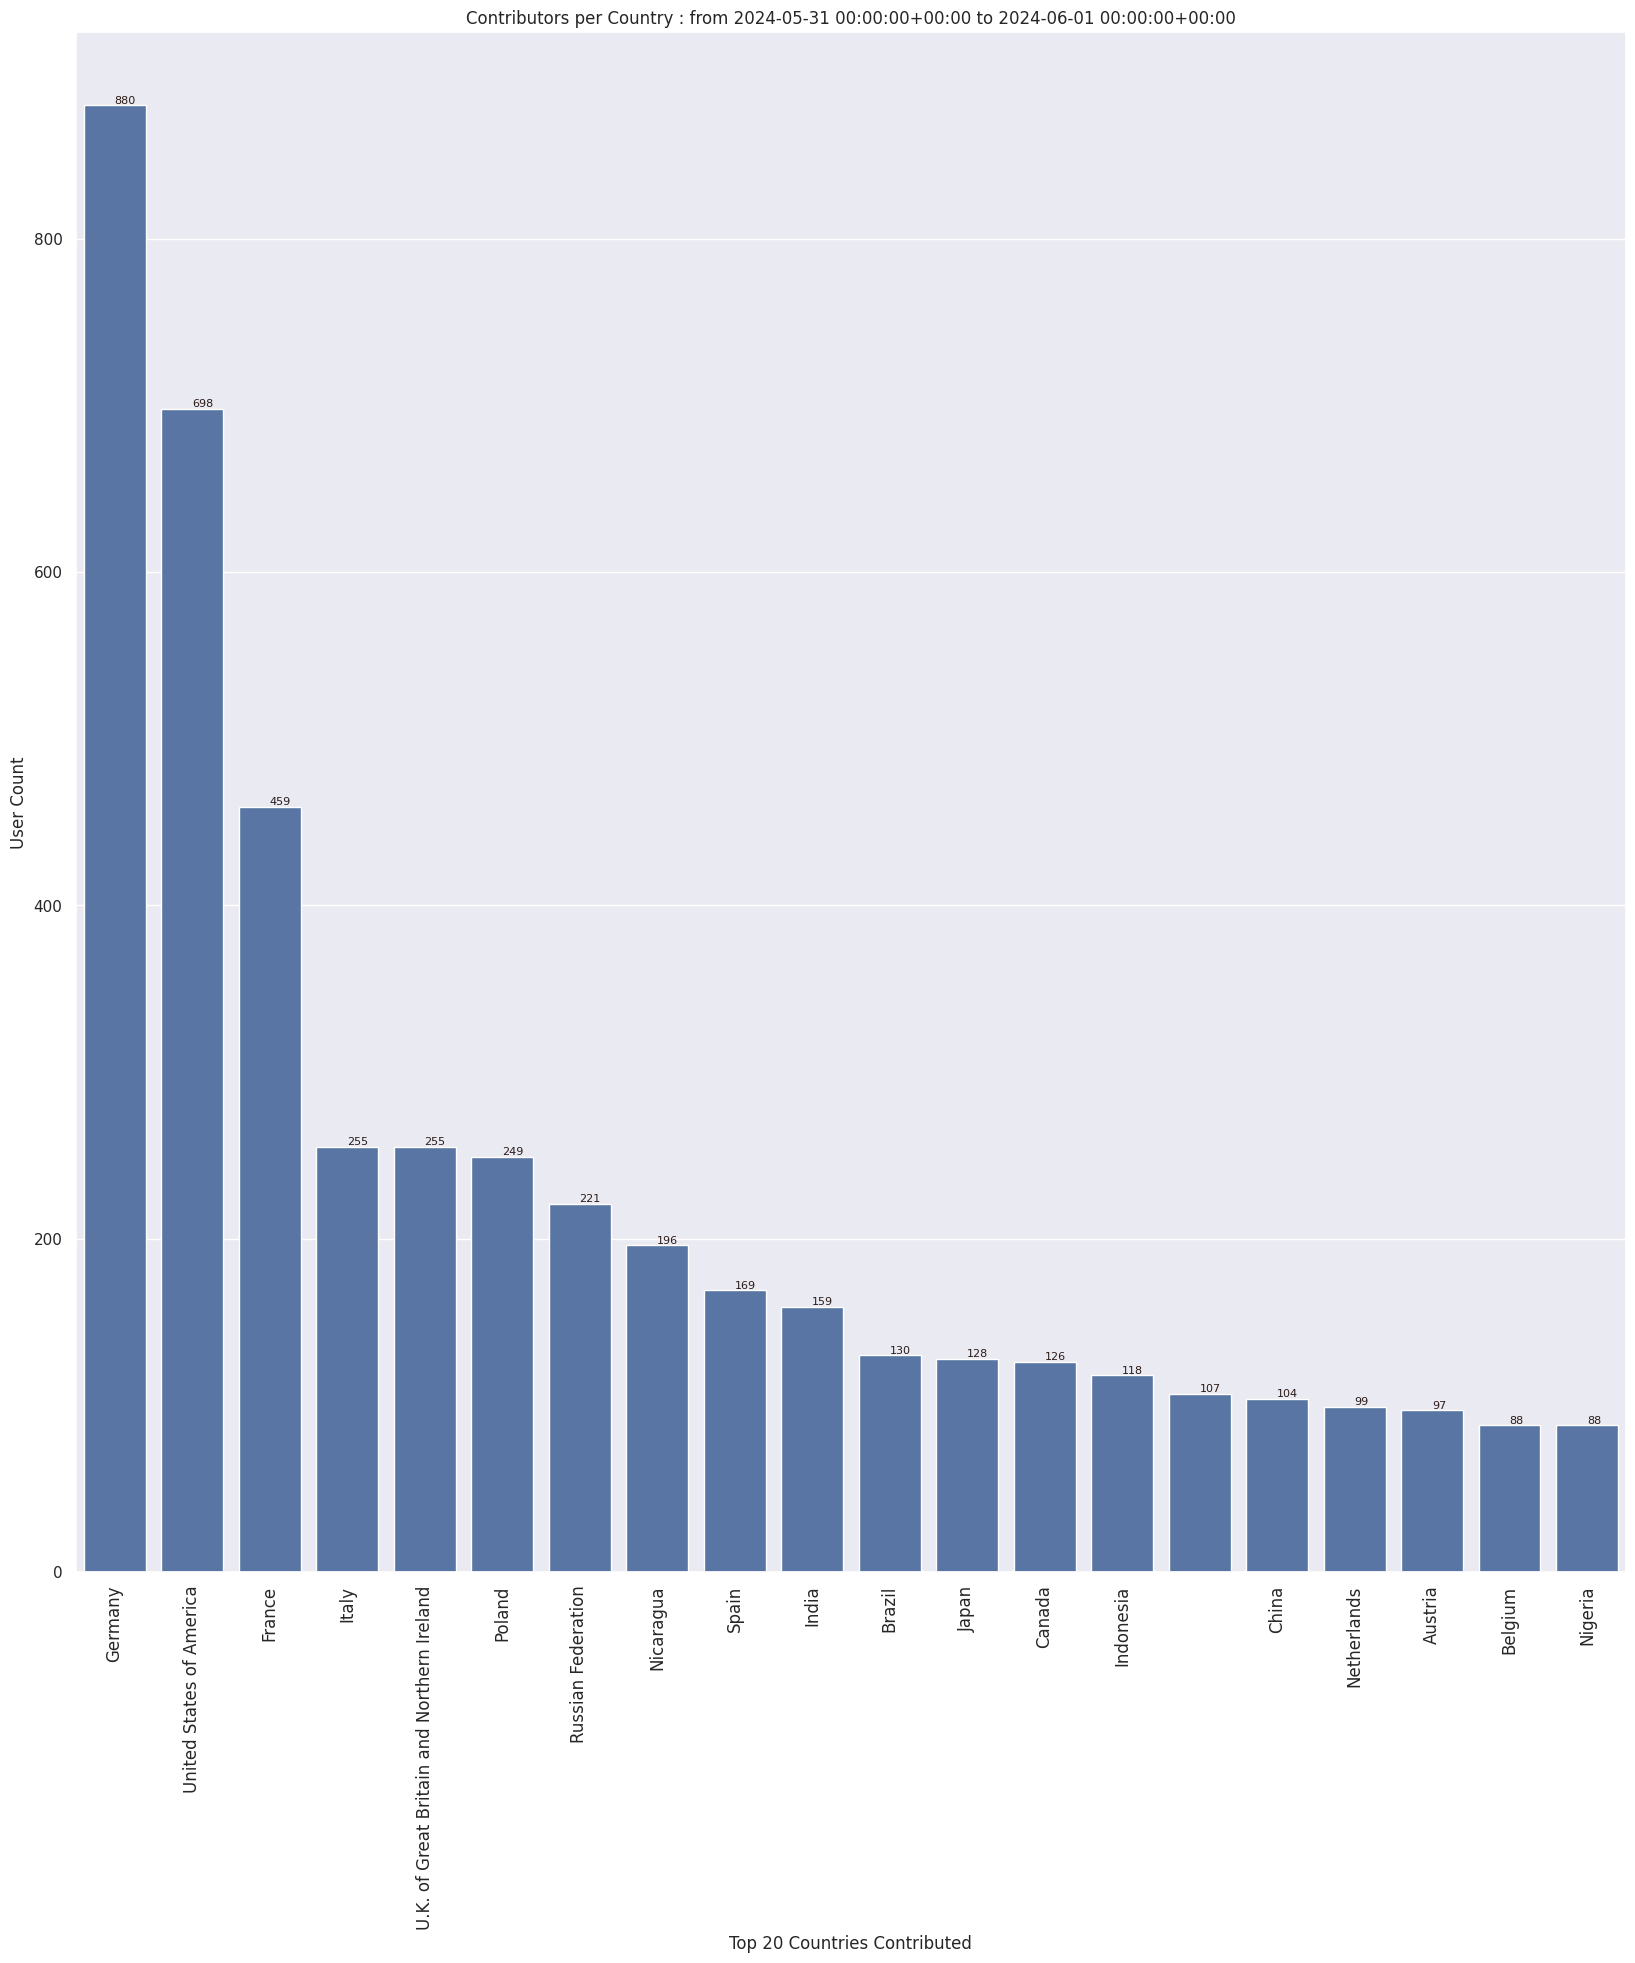 Contributors per Country : from 2024-05-31 00:00:00+00:00 to 2024-06-01 00:00:00+00:00
User Count
800
600
400
200
0
880
698
459
255
255
249
221
196
169
159
130
128
126
118
107
104
99
97
88
88
Germany
United States of America
France
Italy
U.K. of Great Britain and Northern Ireland
Poland
Russian Federation
Nicaragua
Spain
India
Brazil
Japan
Canada
Indonesia
China
Netherlands
Austria
Belgium
Nigeria
Top 20 Countries Contributed